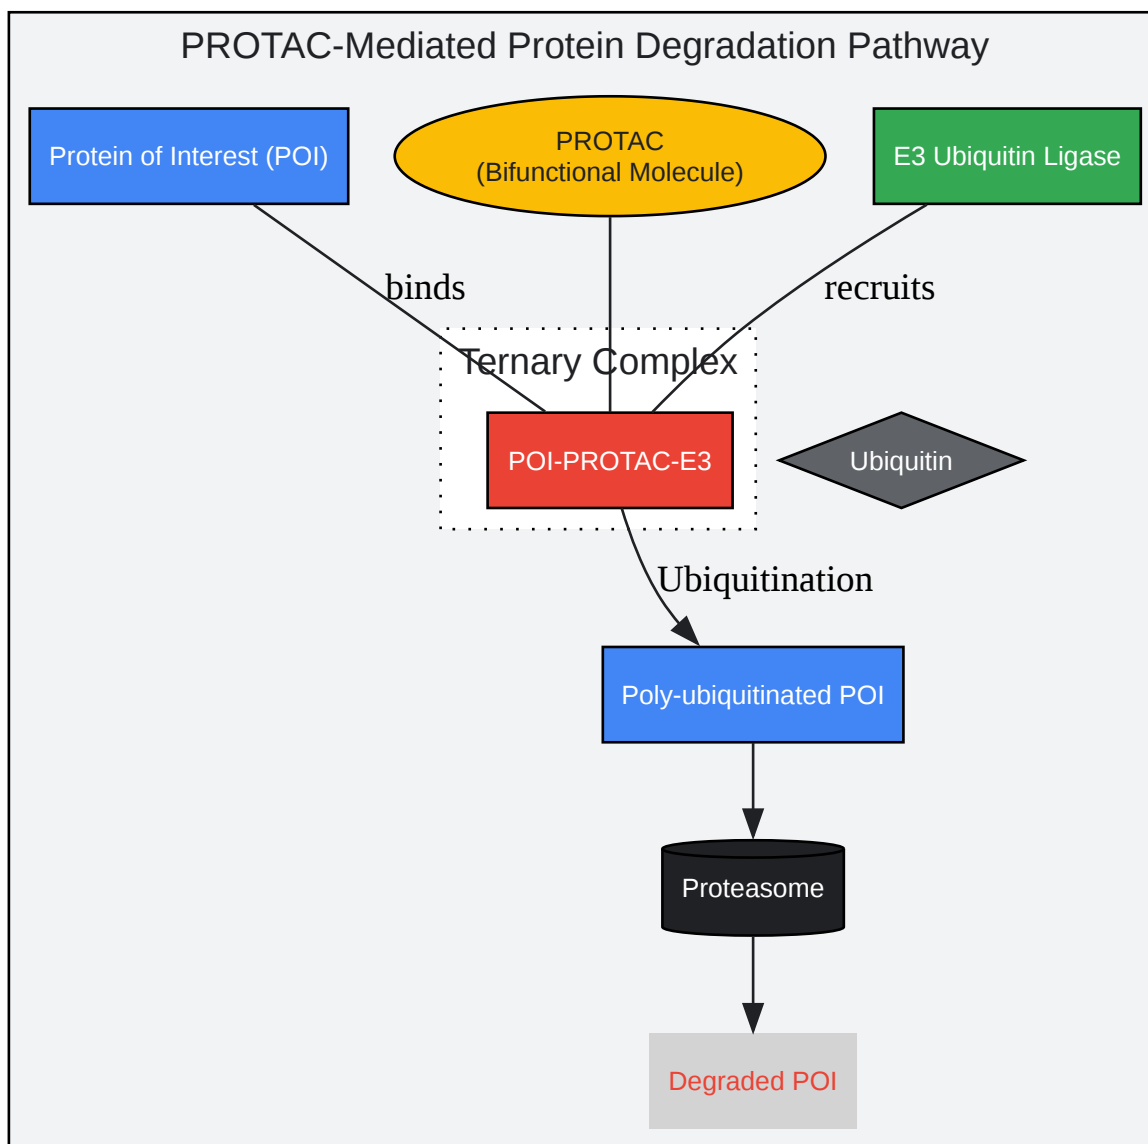 PROTAC-Mediated Protein Degradation Pathway
Protein of Interest (POI)
PROTAC
(Bifunctional Molecule)
E3 Ubiquitin Ligase
binds
recruits
Ternary Complex
POI-PROTAC-E3
Ubiquitin
Ubiquitination
Poly-ubiquitinated POI
Proteasome
Degraded POI